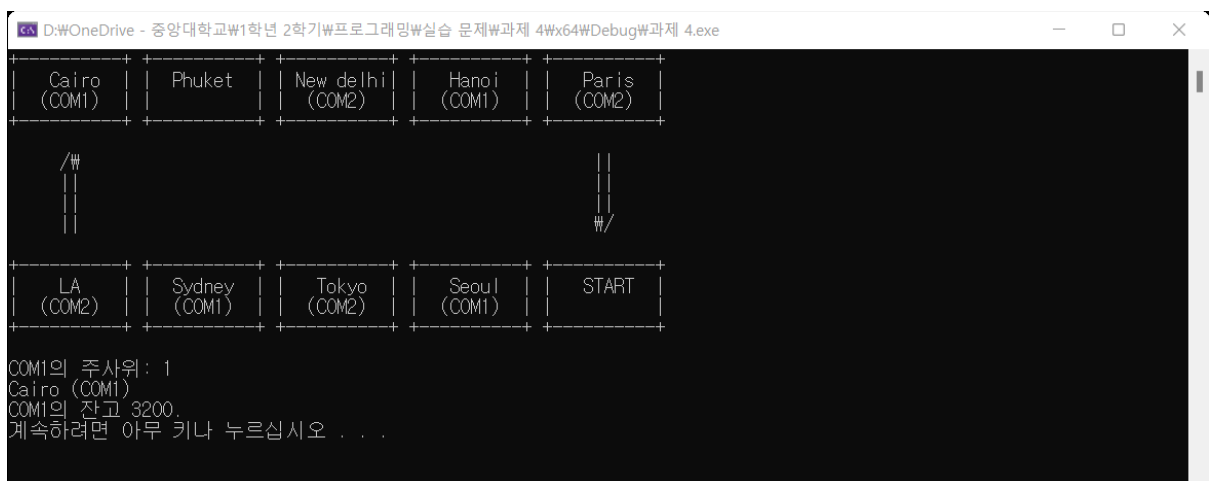 D:₩OneDrive - 중앙대학교₩1학년 2학기₩프로그래밍₩실습 문제₩과제 4₩x64₩Debug₩과제 4.exe
+----------+ +----------+ +----------+ +----------+ +----------+
|   Cairo  | |  Phuket  | | New delhi| |   Hanoi  | |   Paris  |
|  (COM1)  | |          | |  (COM2)  | |  (COM1)  | |  (COM2)  |
+----------+ +----------+ +----------+ +----------+ +----------+
/₩ ||
|| ||
|| ||
|| ₩/
+----------+ +----------+ +----------+ +----------+ +----------+
|    LA    | |  Sydney  | |   Tokyo  | |   Seoul  | |   START  |
|  (COM2)  | |  (COM1)  | |  (COM2)  | |  (COM1)  | |          |
+----------+ +----------+ +----------+ +----------+ +----------+
COM1의 주사위: 1
Cairo (COM1)
COM1의 잔고 3200.
계속하려면 아무 키나 누르십시오 . . .